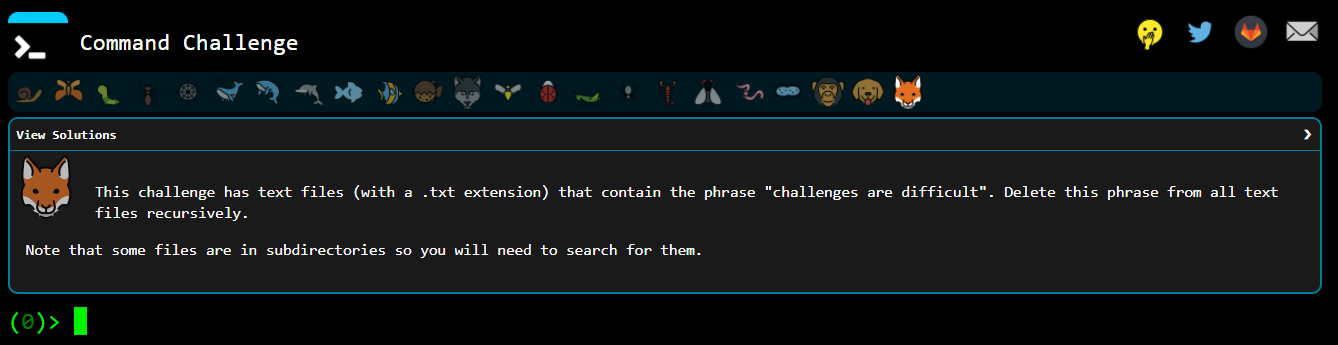 Command Challenge
View Solutions
This challenge has text files (with a .txt extension) that contain the phrase "challenges are difficult". Delete this phrase from all text
files recursively.
Note that some files are in subdirectories so you will need to search for them.
(0)>